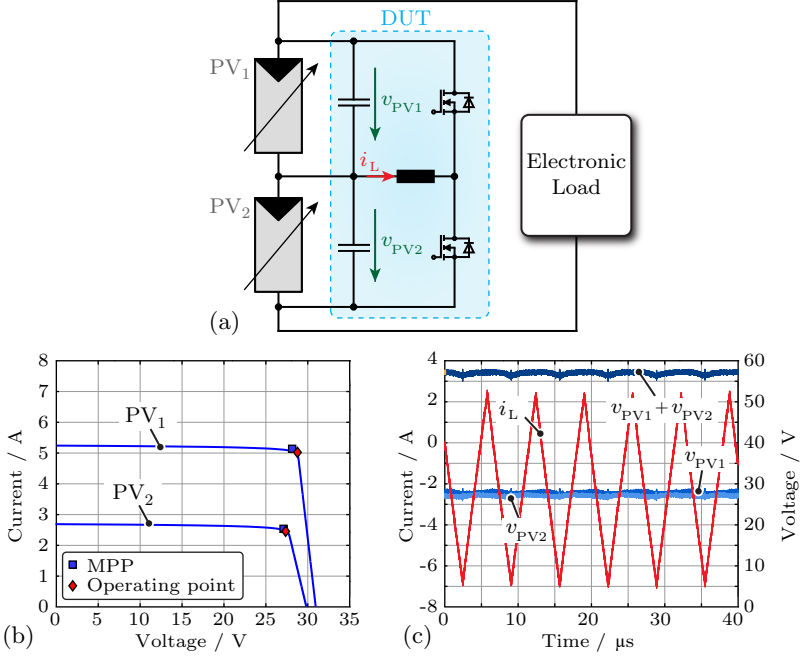 DUT
PV1
vPV1
iL
Electronic
Load
PV2
vPV2
(a)
8
7
6
5
4
3
2
1
0
Current / A
PV1
PV2
MPP
Operating point
0
5
10
15
20
25
30
35
(b)
Voltage / V
4
2
0
-2
-4
-6
-8
Current / A
iL
vPV1+vPV2
vPV1
vPV2
60
50
40
30
20
10
0
Voltage / V
0
10
20
30
40
(c)
Time / µs